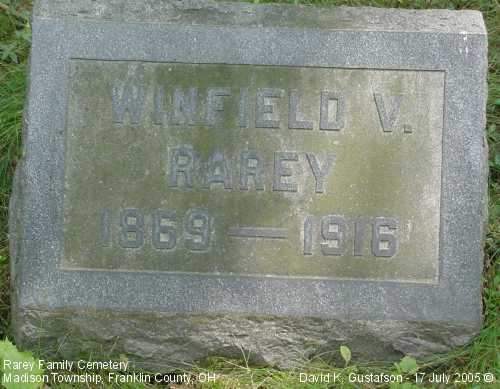 WINFIELD V.
RAREY
1869 — 1916
Rarey Family Cemetery
Madison Township, Franklin County, OH
David K. Gustafson - 17 July 2005 ©